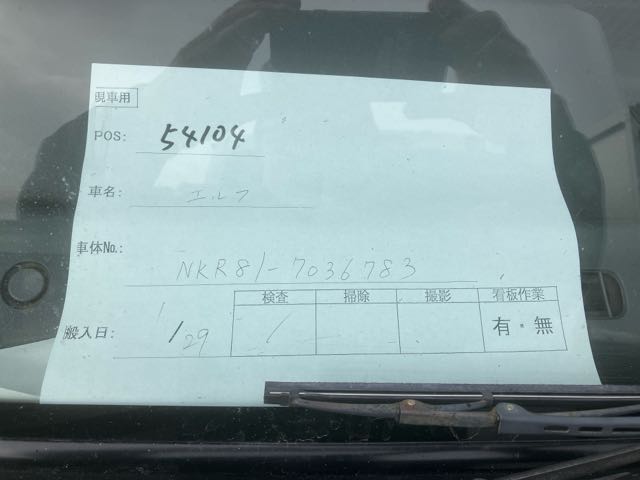 現車用
POS: 54104
車名: エルフ
車体No.: NKR81-7036783
検査 掃除 撮影 看板作業
搬入日: 1/29 有・無